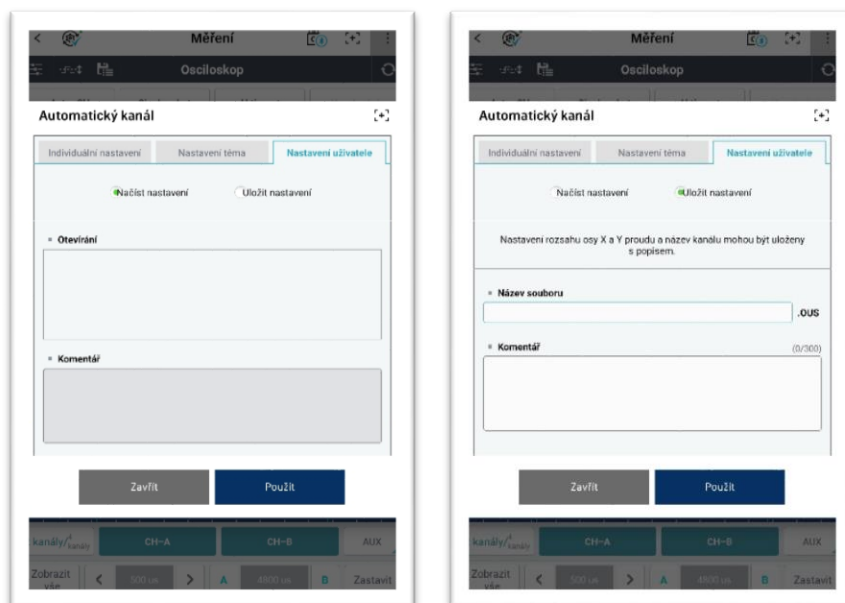 Měření
Osciloskop
Automatický kanál
Individuální nastavení
Nastavení téma
Nastavení uživatele
Načíst nastavení
Uložit nastavení
Otevírání
Komentář
Zavřít
Použít
kanály/4 kanály
CH-A
CH-B
AUX
Zobrazit vše
500 us
A
4800 us
B
Zastavit
Měření
Osciloskop
Automatický kanál
Individuální nastavení
Nastavení téma
Nastavení uživatele
Načíst nastavení
Uložit nastavení
Nastavení rozsahu osy X a Y proudu a název kanálu mohou být uloženy
s popisem.
Název souboru
.OUS
Komentář
(0/300)
Zavřít
Použít
kanály/4 kanály
CH-A
CH-B
AUX
Zobrazit vše
500 us
A
4800 us
B
Zastavit